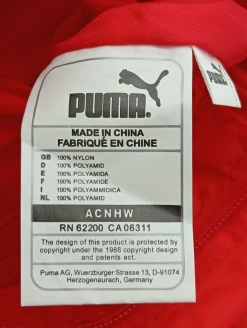 PUMA
MADE IN CHINA
FABRIQUÉ EN CHINE
GB 100% NYLON
D 100% POLYAMID
E 100% POLYAMIDA
F 100% POLYAMIDE
I 100% POLYAMMIDICA
NL 100% POLYAMID
ACNHW
RN 62200 CA 06311
The design of this product is protected by
copyright under the 1988 copyright design
and patents act.
Puma AG, Wuerzburger Strasse 13, D-91074
Herzogenaurach, Germany